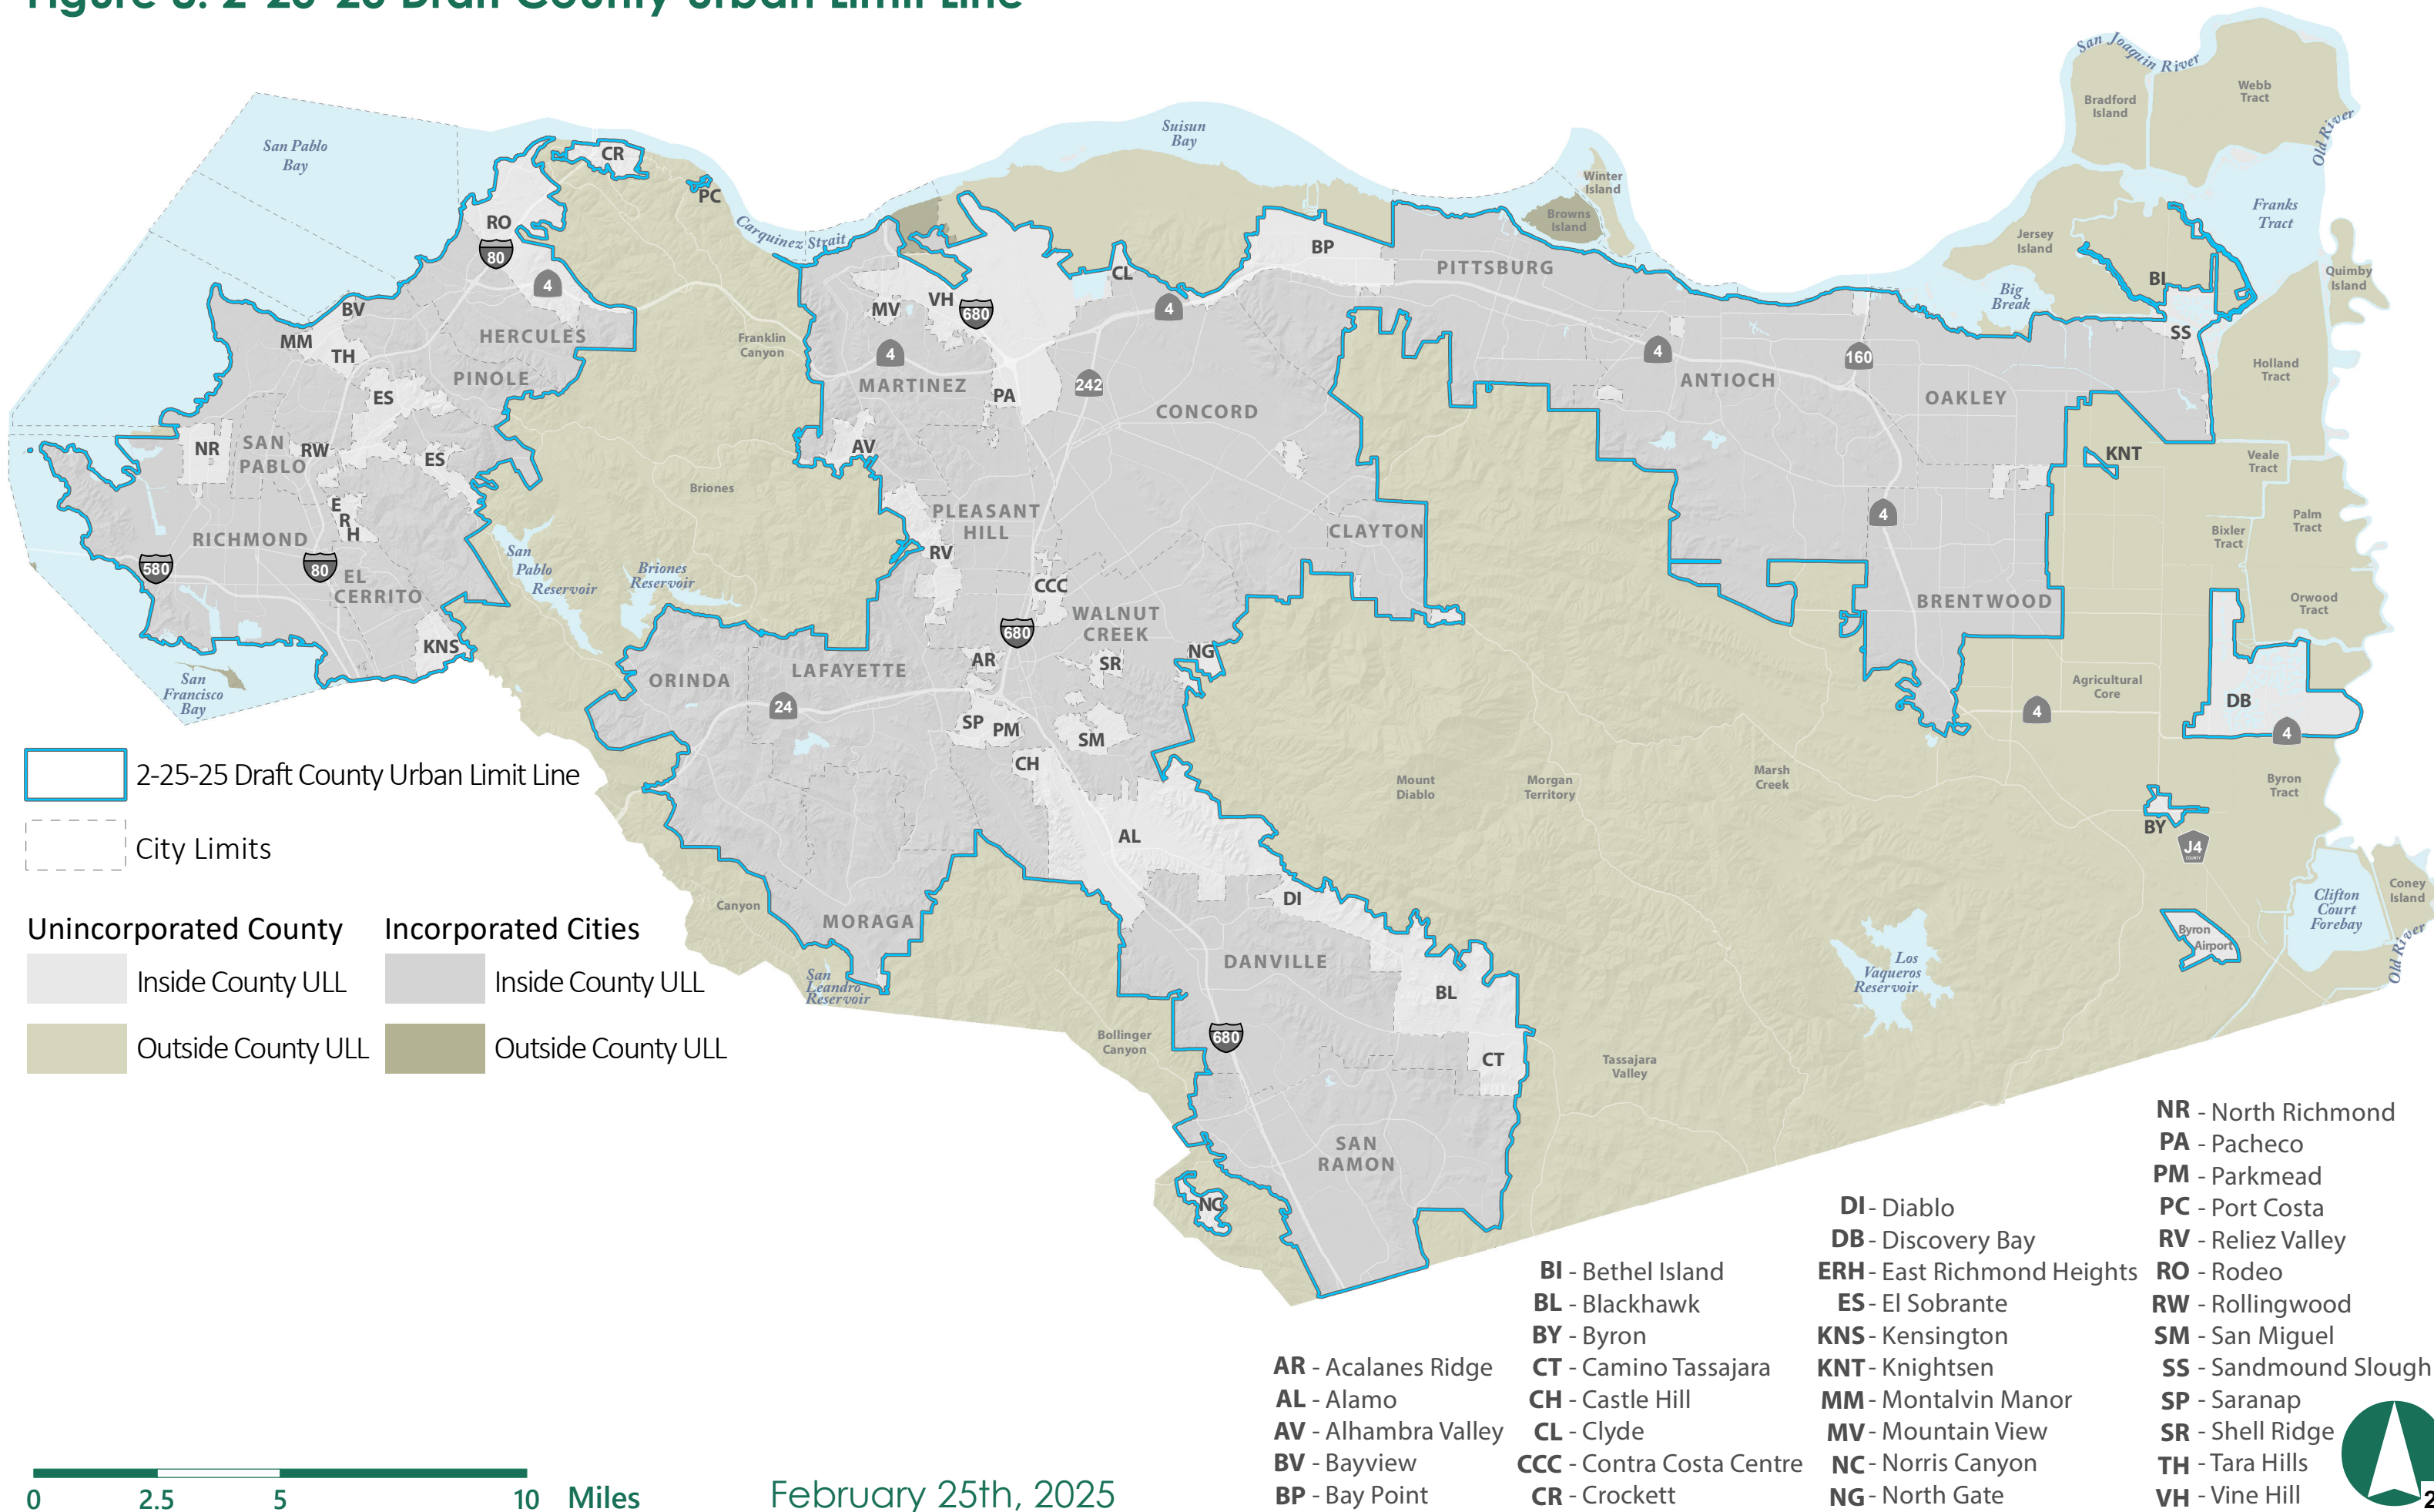 Figure 3: 2-25-25 Draft County Urban Limit Line
San Joaquin River
Webb
Tract
Bradford
Island
Old River
San Pablo
Bay
Suisun
Bay
CR
PC
Winter
Island
Browns
Island
Franks
Tract
RO
80
Carquinez Strait
BP
CL
PITTSBURG
Jersey
Island
BI
Quimby
Island
Big
Break
4
BV
MM
TH
HERCULES
PINOLE
ES
Franklin
Canyon
MV
VH
680
4
4
MARTINEZ
PA
242
CONCORD
4
ANTIOCH
160
OAKLEY
SS
Holland
Tract
NR
SAN
PABLO
RW
ES
AV
KNT
Veale
Tract
Briones
E
R
H
PLEASANT
HILL
CLAYTON
4
Palm
Tract
Bixler
Tract
RICHMOND
580
80
EL
CERRITO
San
Pablo
Reservoir
Briones
Reservoir
RV
CCC
WALNUT
CREEK
680
BRENTWOOD
Orwood
Tract
KNS
AR
SR
NG
San
Francisco
Bay
ORINDA
LAFAYETTE
24
SP
PM
SM
CH
Agricultural
Core
4
DB
4
2-25-25 Draft County Urban Limit Line
City Limits
Mount
Diablo
Morgan
Territory
Marsh
Creek
Byron
Tract
AL
BY
J4
COUNTY
Canyon
MORAGA
DI
Coney
Island
Clifton
Court
Forebay
Old River
Byron
Airport
San
Leandro
Reservoir
DANVILLE
BL
Los
Vaqueros
Reservoir
Bollinger
Canyon
680
CT
Tassajara
Valley
SAN
RAMON
NC
Unincorporated County
Inside County ULL
Outside County ULL
Incorporated Cities
Inside County ULL
Outside County ULL
AR - Acalanes Ridge
AL - Alamo
AV - Alhambra Valley
BV - Bayview
BP - Bay Point
BI - Bethel Island
BL - Blackhawk
BY - Byron
CT - Camino Tassajara
CH - Castle Hill
CL - Clyde
CCC - Contra Costa Centre
CR - Crockett
DI - Diablo
DB - Discovery Bay
ERH - East Richmond Heights
ES - El Sobrante
KNS - Kensington
KNT - Knightsen
MM - Montalvin Manor
MV - Mountain View
NC - Norris Canyon
NG - North Gate
NR - North Richmond
PA - Pacheco
PM - Parkmead
PC - Port Costa
RV - Reliez Valley
RO - Rodeo
RW - Rollingwood
SM - San Miguel
SS - Sandmound Slough
SP - Saranap
SR - Shell Ridge
TH - Tara Hills
VH - Vine Hill
0 2.5 5 10 Miles
February 25th, 2025